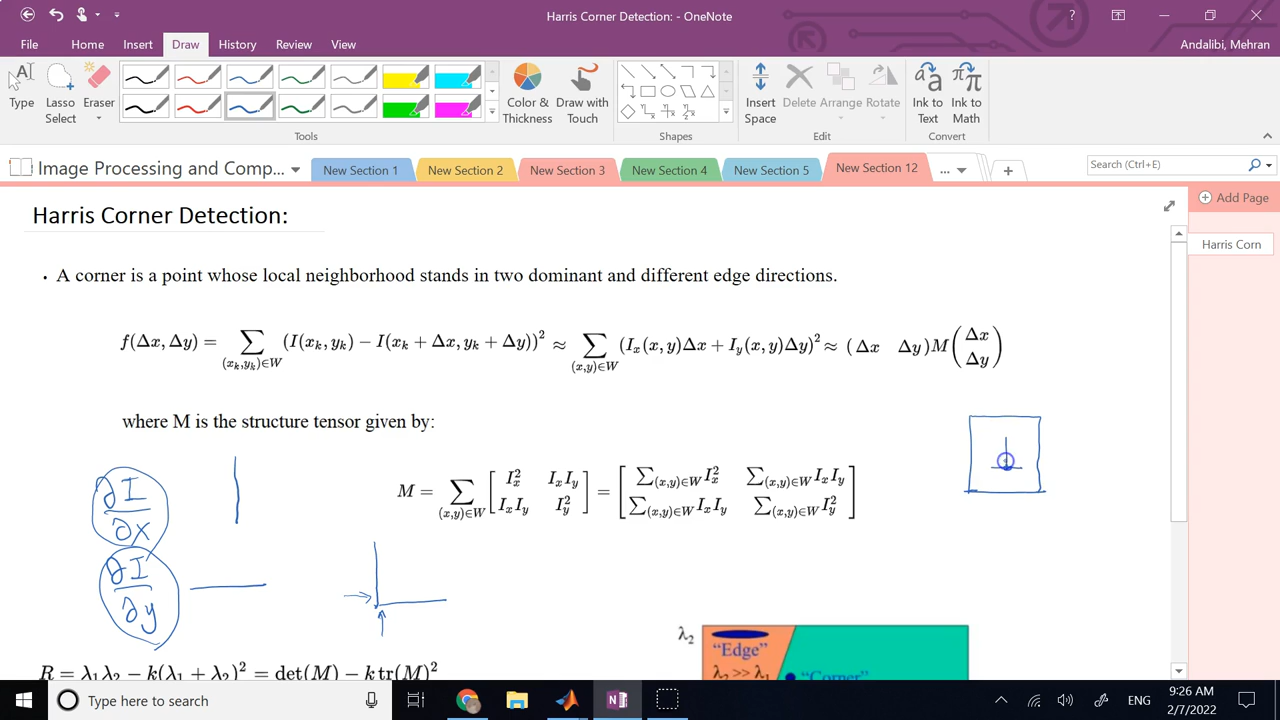 Harris Corner Detection: - OneNote
Andalibi, Mehran
File Home Insert Draw History Review View
Type
Lasso Select
Eraser
Color & Thickness
Draw with Touch
Insert Space
Delete
Arrange
Rotate
Ink to Text
Ink to Math
Tools
Shapes
Edit
Convert
Image Processing and Comp...
New Section 1
New Section 2
New Section 3
New Section 4
New Section 5
New Section 12
...
Search (Ctrl+E)
Add Page
Harris Corn
Harris Corner Detection:
• A corner is a point whose local neighborhood stands in two dominant and different edge directions.
f(Δx, Δy) = ∑_{(x_k,y_k)∈W} (I(x_k, y_k) − I(x_k + Δx, y_k + Δy))² ≈ ∑_{(x,y)∈W} (I_x(x, y)Δx + I_y(x, y)Δy)² ≈ (Δx Δy) M (Δx Δy)
where M is the structure tensor given by:
M = ∑_{(x,y)∈W} [I_x² I_xI_y; I_xI_y I_y²] = [∑_{(x,y)∈W} I_x² ∑_{(x,y)∈W} I_xI_y; ∑_{(x,y)∈W} I_xI_y ∑_{(x,y)∈W} I_y²]
∂I/∂x
∂I/∂y
λ₂
"Edge"
λ₂ >> λ₁
"Corner"
R = λ₁λ₂ − k(λ₁ + λ₂)² = det(M) − k tr(M)²
Type here to search
ENG
9:26 AM
2/7/2022